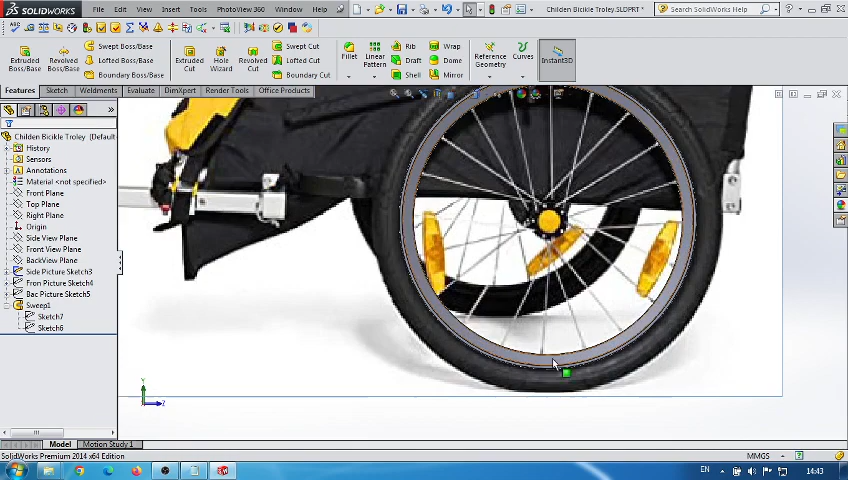 SOLIDWORKS File Edit View Insert Tools PhotoView 360 Window Help Childen Bicikle Troley.SLDPRT * Search SolidWorks Help
Extruded Boss/Base
Revolved Boss/Base
Swept Boss/Base
Lofted Boss/Base
Boundary Boss/Base
Extruded Cut
Hole Wizard
Revolved Cut
Swept Cut
Lofted Cut
Boundary Cut
Fillet
Linear Pattern
Rib
Draft
Shell
Wrap
Dome
Mirror
Reference Geometry
Curves
Instant3D
Features Sketch Weldments Evaluate DimXpert Render Tools Office Products
Childen Bicikle Troley (Default
History
Sensors
Annotations
Material <not specified>
Front Plane
Top Plane
Right Plane
Origin
Side View Plane
Front View Plane
BackView Plane
Side Picture Sketch3
Fron Picture Sketch4
Bac Picture Sketch5
Sweep1
Sketch7
Sketch6
Y
Z
Model Motion Study 1
SolidWorks Premium 2014 x64 Edition MMGS
EN 14:43